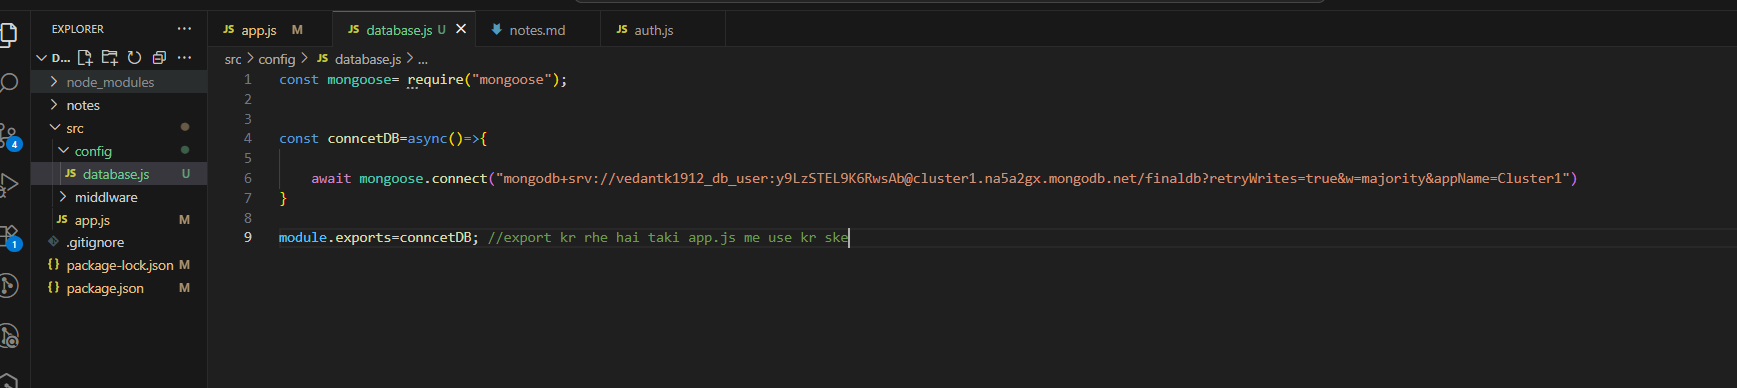 EXPLORER
D...
node_modules
notes
src
config
JS database.js U
middlware
JS app.js M
.gitignore
{} package-lock.json M
{} package.json M
4
1
JS app.js M
JS database.js U
notes.md
JS auth.js
src > config > JS database.js > ...
1 const mongoose= require("mongoose");
2
3
4 const conncetDB=async()=>{
5
6 await mongoose.connect("mongodb+srv://vedantk1912_db_user:y9LzSTEL9K6RwsAb@cluster1.na5a2gx.mongodb.net/finaldb?retryWrites=true&w=majority&appName=Cluster1")
7 }
8
9 module.exports=conncetDB; //export kr rhe hai taki app.js me use kr ske